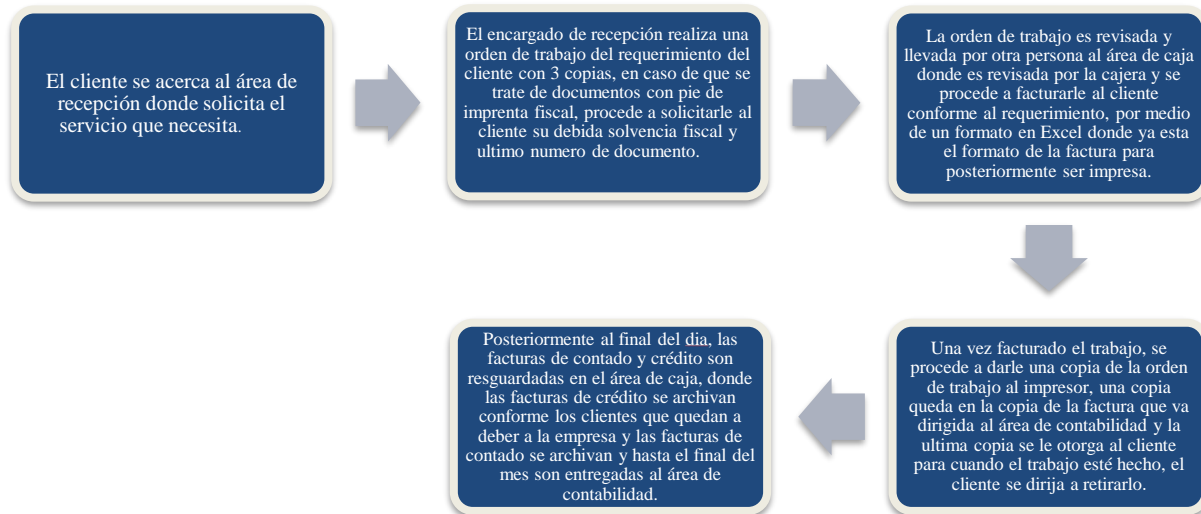 El cliente se acerca al área de
recepción donde solicita el
servicio que necesita.
El encargado de recepción realiza una
orden de trabajo del requerimiento del
cliente con 3 copias, en caso de que se
trate de documentos con pie de
imprenta fiscal, procede a solicitarle al
cliente su debida solvencia fiscal y
ultimo numero de documento.
La orden de trabajo es revisada y
llevada por otra persona al área de caja
donde es revisada por la cajera y se
procede a facturarle al cliente
conforme al requerimiento, por medio
de un formato en Excel donde ya esta
el formato de la factura para
posteriormente ser impresa.
Una vez facturado el trabajo, se
procede a darle una copia de la orden
de trabajo al impresor, una copia
queda en la copia de la factura que va
dirigida al área de contabilidad y la
ultima copia se le otorga al cliente
para cuando el trabajo esté hecho, el
cliente se dirija a retirarlo.
Posteriormente al final del dia, las
facturas de contado y crédito son
resguardadas en el área de caja, donde
las facturas de crédito se archivan
conforme los clientes que quedan a
deber a la empresa y las facturas de
contado se archivan y hasta el final del
mes son entregadas al área de
contabilidad.